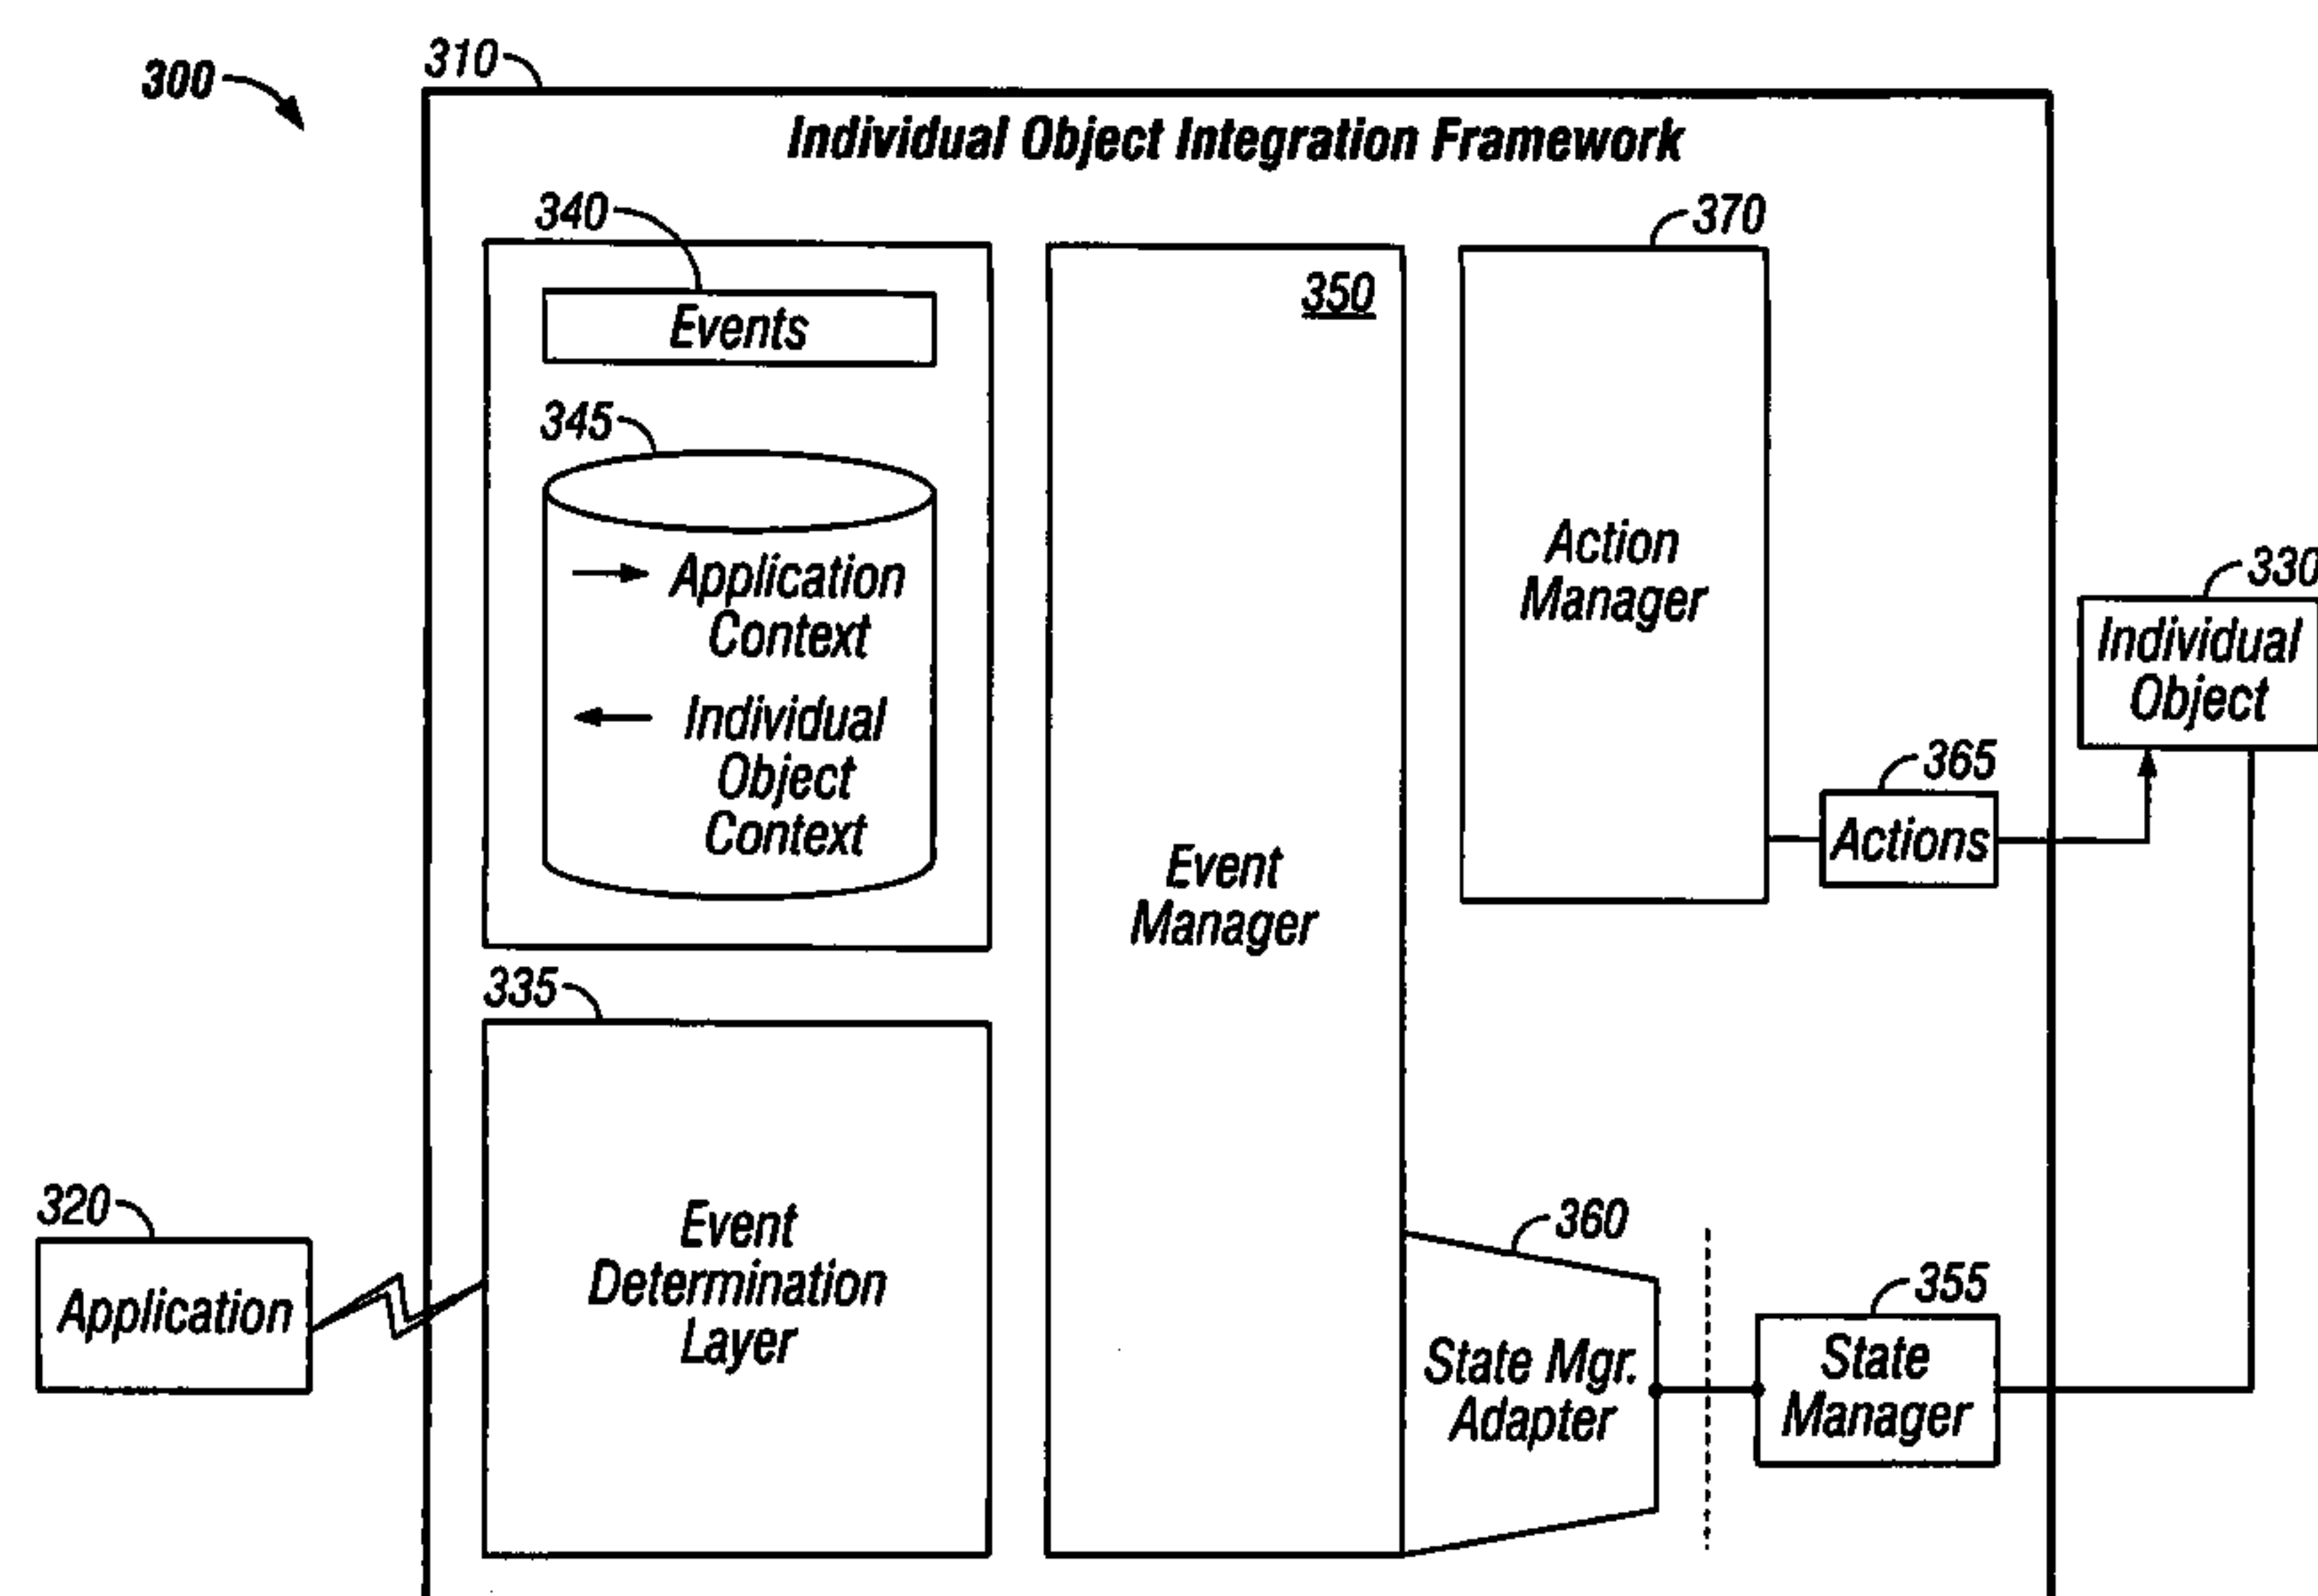 300
310
Individual Object Integration Framework
340
Events
345
Application
Context
Individual
Object
Context
350
Event
Manager
370
Action
Manager
365
Actions
330
Individual
Object
335
Event
Determination
Layer
320
Application
360
State Mgr.
Adapter
355
State
Manager